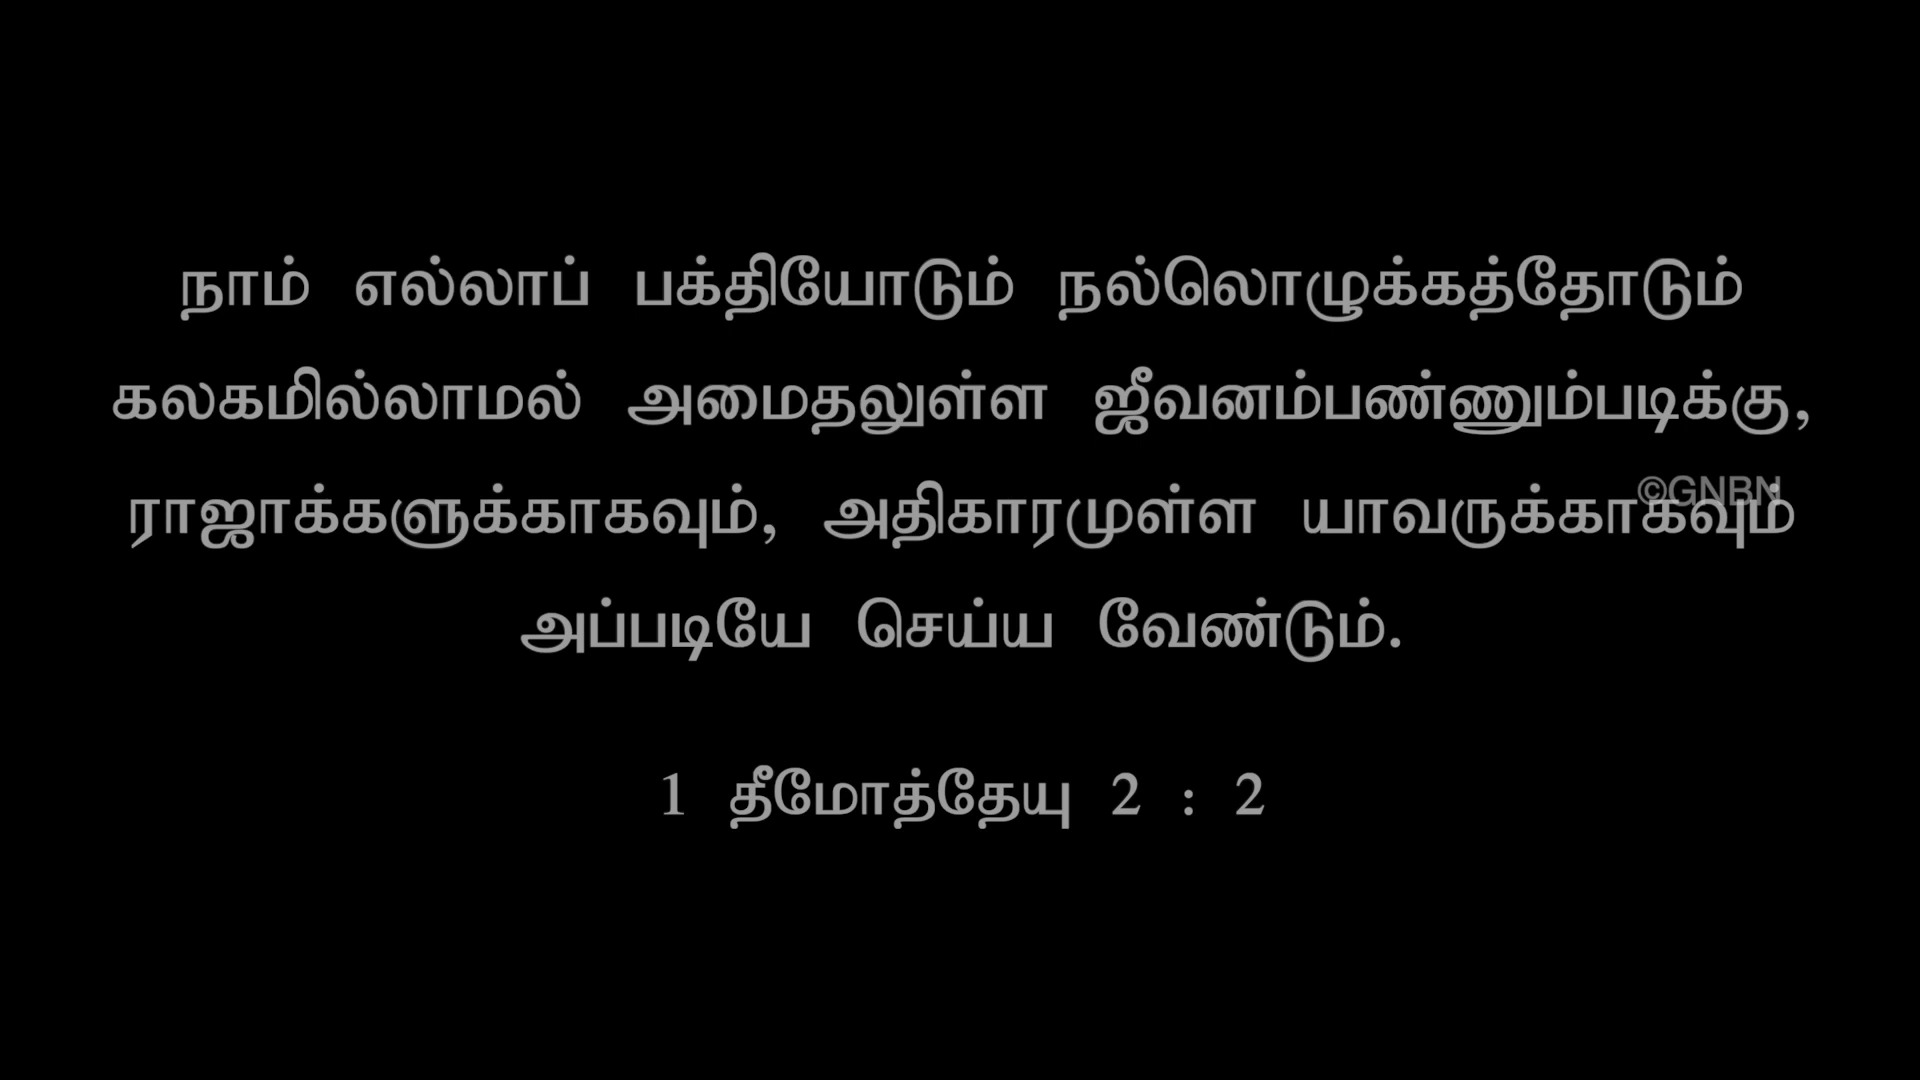 நாம் எல்லாப் பக்தியோடும் நல்லொழுக்கத்தோடும்
கலகமில்லாமல் அமைதலுள்ள ஜீவனம்பண்ணும்படிக்கு,
ராஜாக்களுக்காகவும், அதிகாரமுள்ள யாவருக்காகவும்
©GNBN
அப்படியே செய்ய வேண்டும்.
1 தீமோத்தேயு 2 : 2